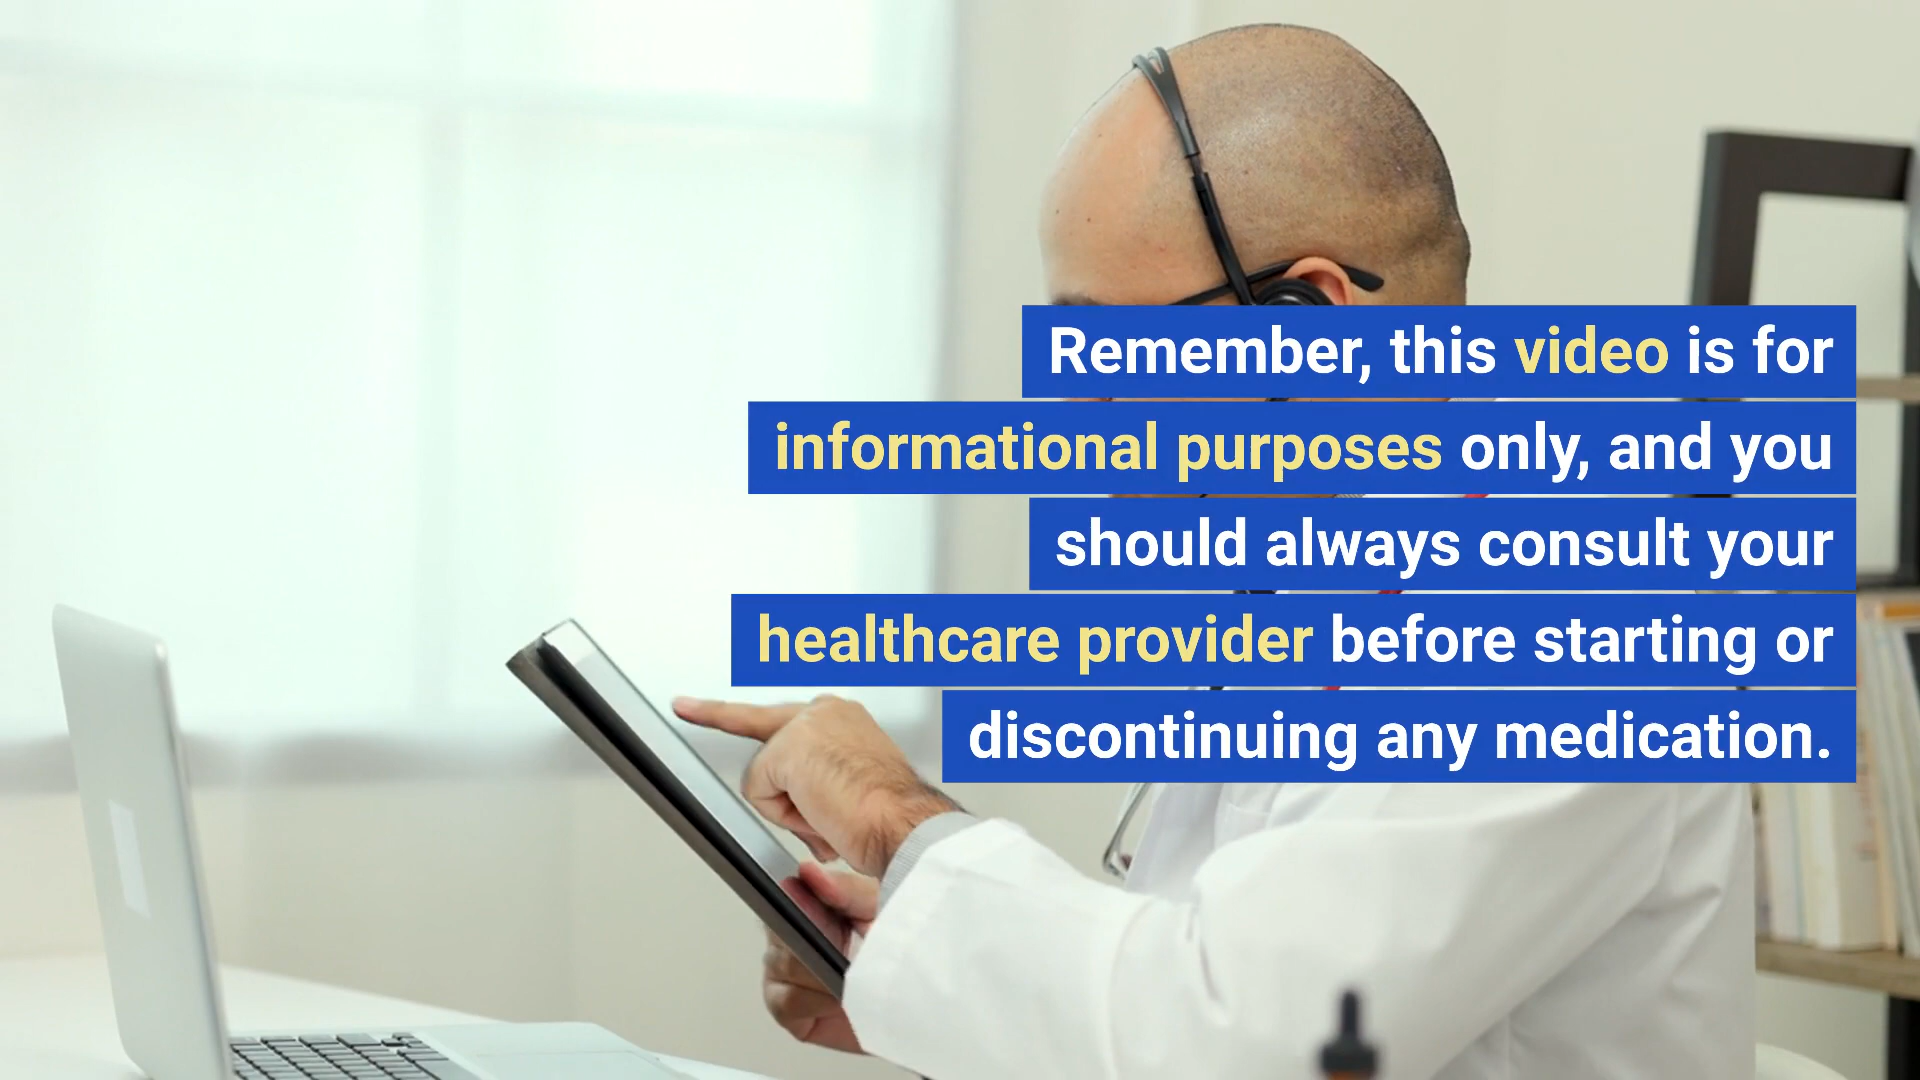 Remember, this video is for
informational purposes only, and you
should always consult your
healthcare provider before starting or
discontinuing any medication.